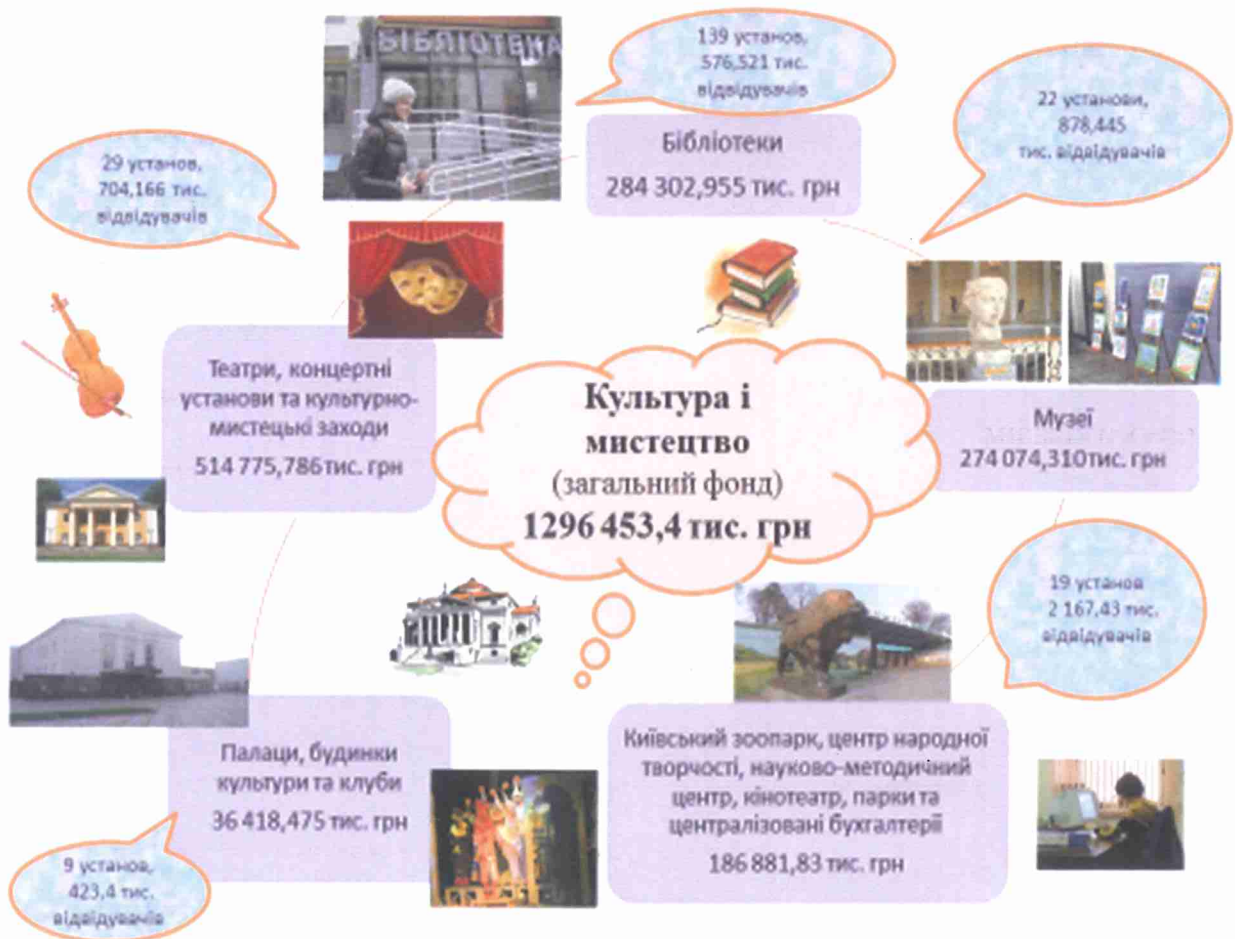 БІБЛІОТЕКА
139 установ,
576,521 тис.
відвідувачів
Бібліотеки
284 302,955 тис. грн
22 установи,
878,445
тис. відвідувачів
29 установ,
704,166 тис.
відвідувачів
Театри, концертні
установи та культурно-
мистецькі заходи
514 775,786тис. грн
Культура і
мистецтво
(загальний фонд)
1296 453,4 тис. грн
Музеї
274 074,310тис. грн
19 установ
2 167,43 тис.
відвідувачів
Палаци, будинки
культури та клуби
36 418,475 тис. грн
Київський зоопарк, центр народної
творчості, науково-методичний
центр, кінотеатр, парки та
централізовані бухгалтерії
186 881,83 тис. грн
9 установ,
423,4 тис.
відвідувачів